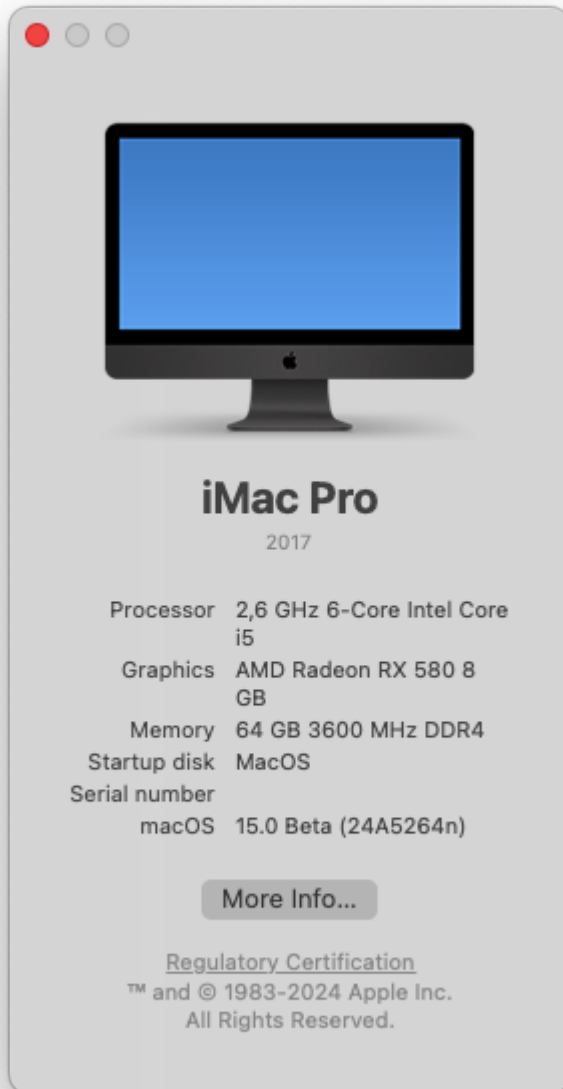 iMac Pro
2017
Processor 2,6 GHz 6-Core Intel Core
i5
Graphics AMD Radeon RX 580 8
GB
Memory 64 GB 3600 MHz DDR4
Startup disk MacOS
Serial number
macOS 15.0 Beta (24A5264n)
More Info...
Regulatory Certification
™ and © 1983-2024 Apple Inc.
All Rights Reserved.